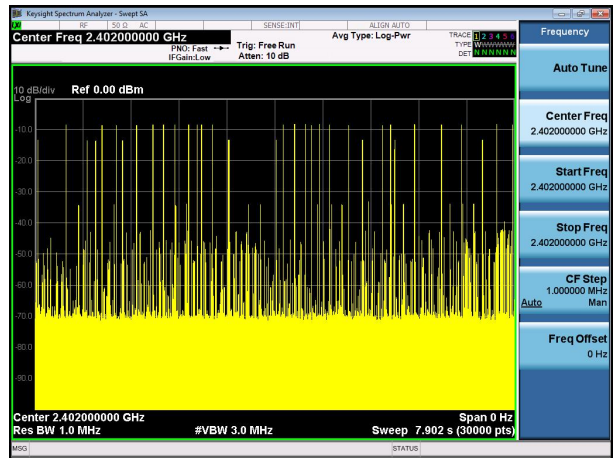 Keysight Spectrum Analyzer - Swept SA
LXI
RF
50 Ω
AC
SENSE:INT
ALIGN AUTO
Center Freq 2.402000000 GHz
PNO: Fast
IFGain:Low
Trig: Free Run
Atten: 10 dB
Avg Type: Log-Pwr
TRACE 1 2 3 4 5 6
TYPE WWWWWW
DET N N N N N N
10 dB/div
Log
Ref 0.00 dBm
-10.0
-20.0
-30.0
-40.0
-50.0
-60.0
-70.0
-80.0
-90.0
Center 2.402000000 GHz
Span 0 Hz
Res BW 1.0 MHz
#VBW 3.0 MHz
Sweep 7.902 s (30000 pts)
MSG
STATUS
Frequency
Auto Tune
Center Freq
2.402000000 GHz
Start Freq
2.402000000 GHz
Stop Freq
2.402000000 GHz
CF Step
1.000000 MHz
Auto
Man
Freq Offset
0 Hz